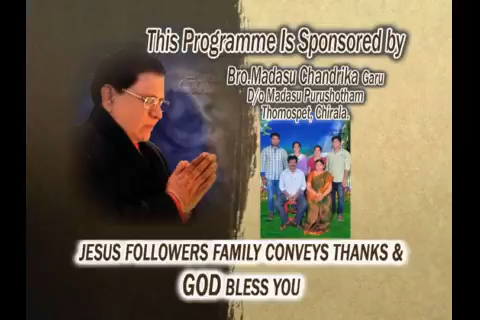 This Programme Is Sponsored by
Bro.Madasu Chandrika Garu
D/o Madasu Purushotham
Thomospet, Chirala.
JESUS FOLLOWERS FAMILY CONVEYS THANKS &
GOD BLESS YOU